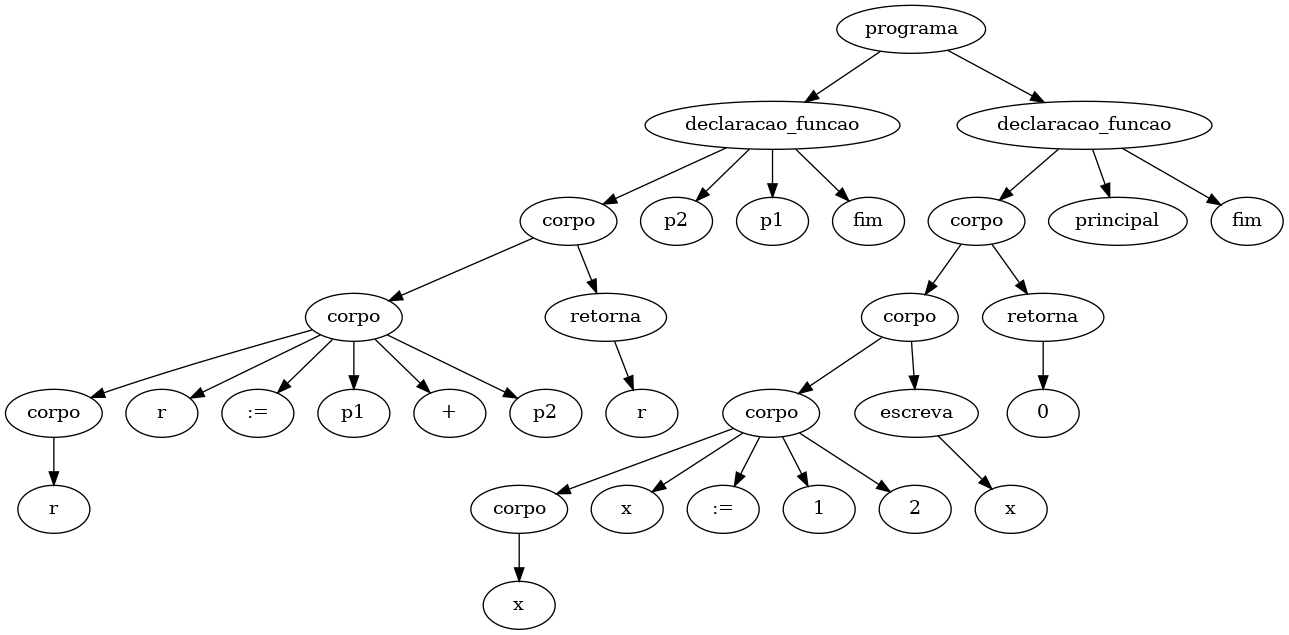 programa
declaracao_funcao declaracao_funcao
corpo p2 p1 fim corpo principal fim
corpo retorna corpo retorna
corpo r := p1 + p2 r corpo escreva 0
r corpo x := 1 2 x
x